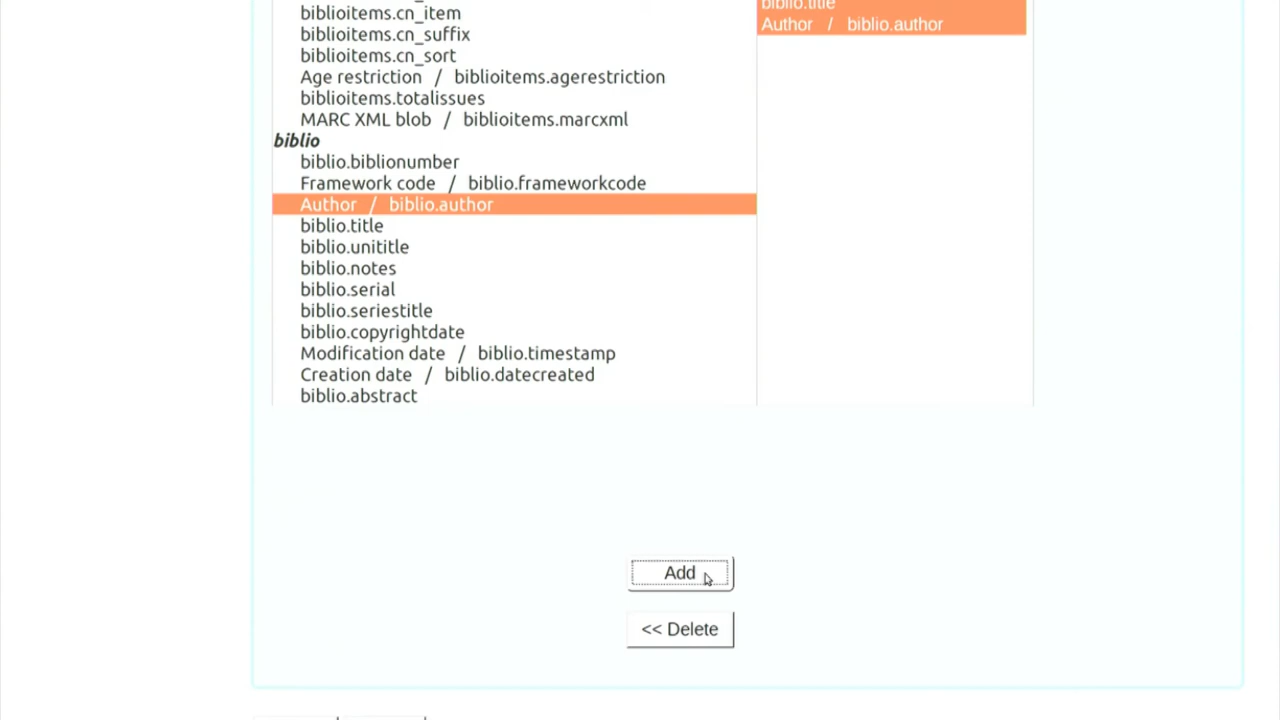 biblioitems.cn_item
biblioitems.cn_suffix
biblioitems.cn_sort
Age restriction / biblioitems.agerestriction
biblioitems.totalissues
MARC XML blob / biblioitems.marcxml
biblio
biblio.biblionumber
Framework code / biblio.frameworkcode
Author / biblio.author
biblio.title
biblio.unititle
biblio.notes
biblio.serial
biblio.seriestitle
biblio.copyrightdate
Modification date / biblio.timestamp
Creation date / biblio.datecreated
biblio.abstract
biblio.title
Author / biblio.author
Add
<< Delete